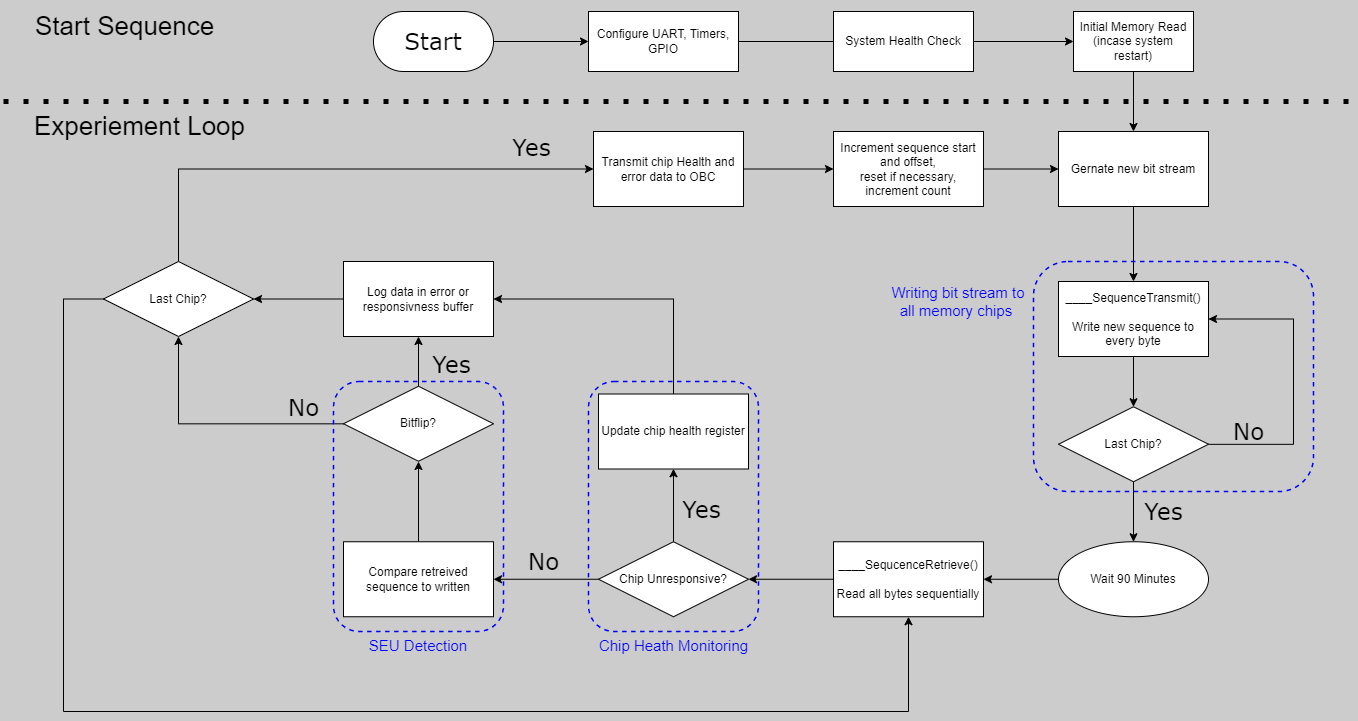 Start Sequence
Start
Configure UART, Timers,
GPIO
System Health Check
Initial Memory Read
(incase system
restart)
Experiement Loop
Yes
Transmit chip Health and
error data to OBC
Increment sequence start
and offset,
reset if necessary,
increment count
Gernate new bit stream
Last Chip?
Log data in error or
responsivness buffer
Writing bit stream to
all memory chips
____SequenceTransmit()
Write new sequence to
every byte
Yes
No
Bitflip?
Update chip health register
Last Chip?
No
Yes
Yes
Compare retreived
sequence to written
No
Chip Unresponsive?
____SequcenceRetrieve()
Read all bytes sequentially
Wait 90 Minutes
SEU Detection
Chip Heath Monitoring